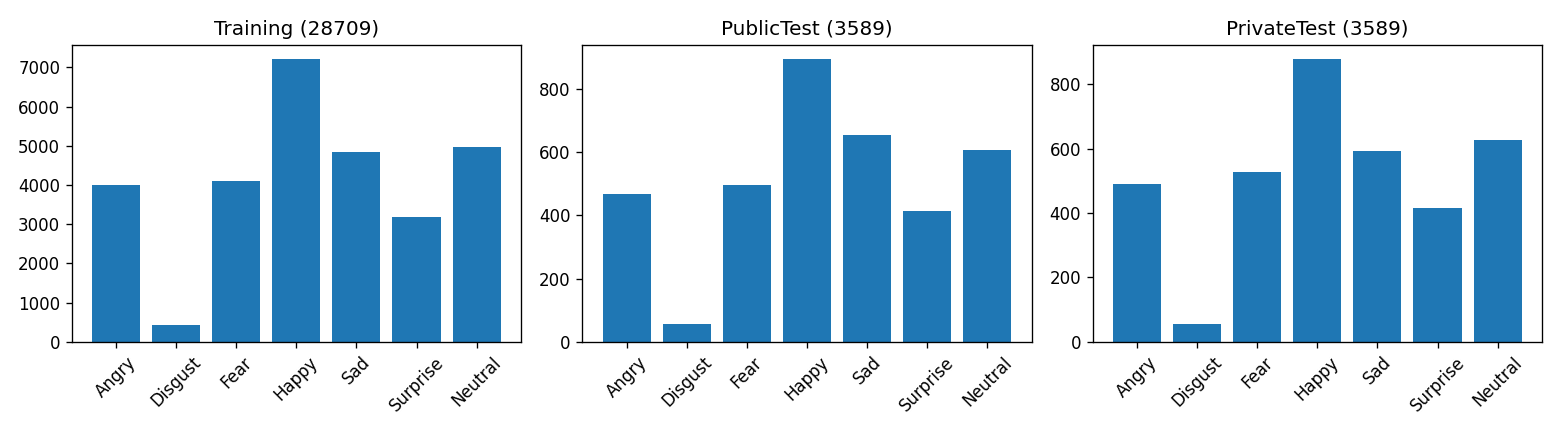 Training (28709)
7000
6000
5000
4000
3000
2000
1000
0
Angry
Disgust
Fear
Happy
Sad
Surprise
Neutral
PublicTest (3589)
800
600
400
200
0
Angry
Disgust
Fear
Happy
Sad
Surprise
Neutral
PrivateTest (3589)
800
600
400
200
0
Angry
Disgust
Fear
Happy
Sad
Surprise
Neutral